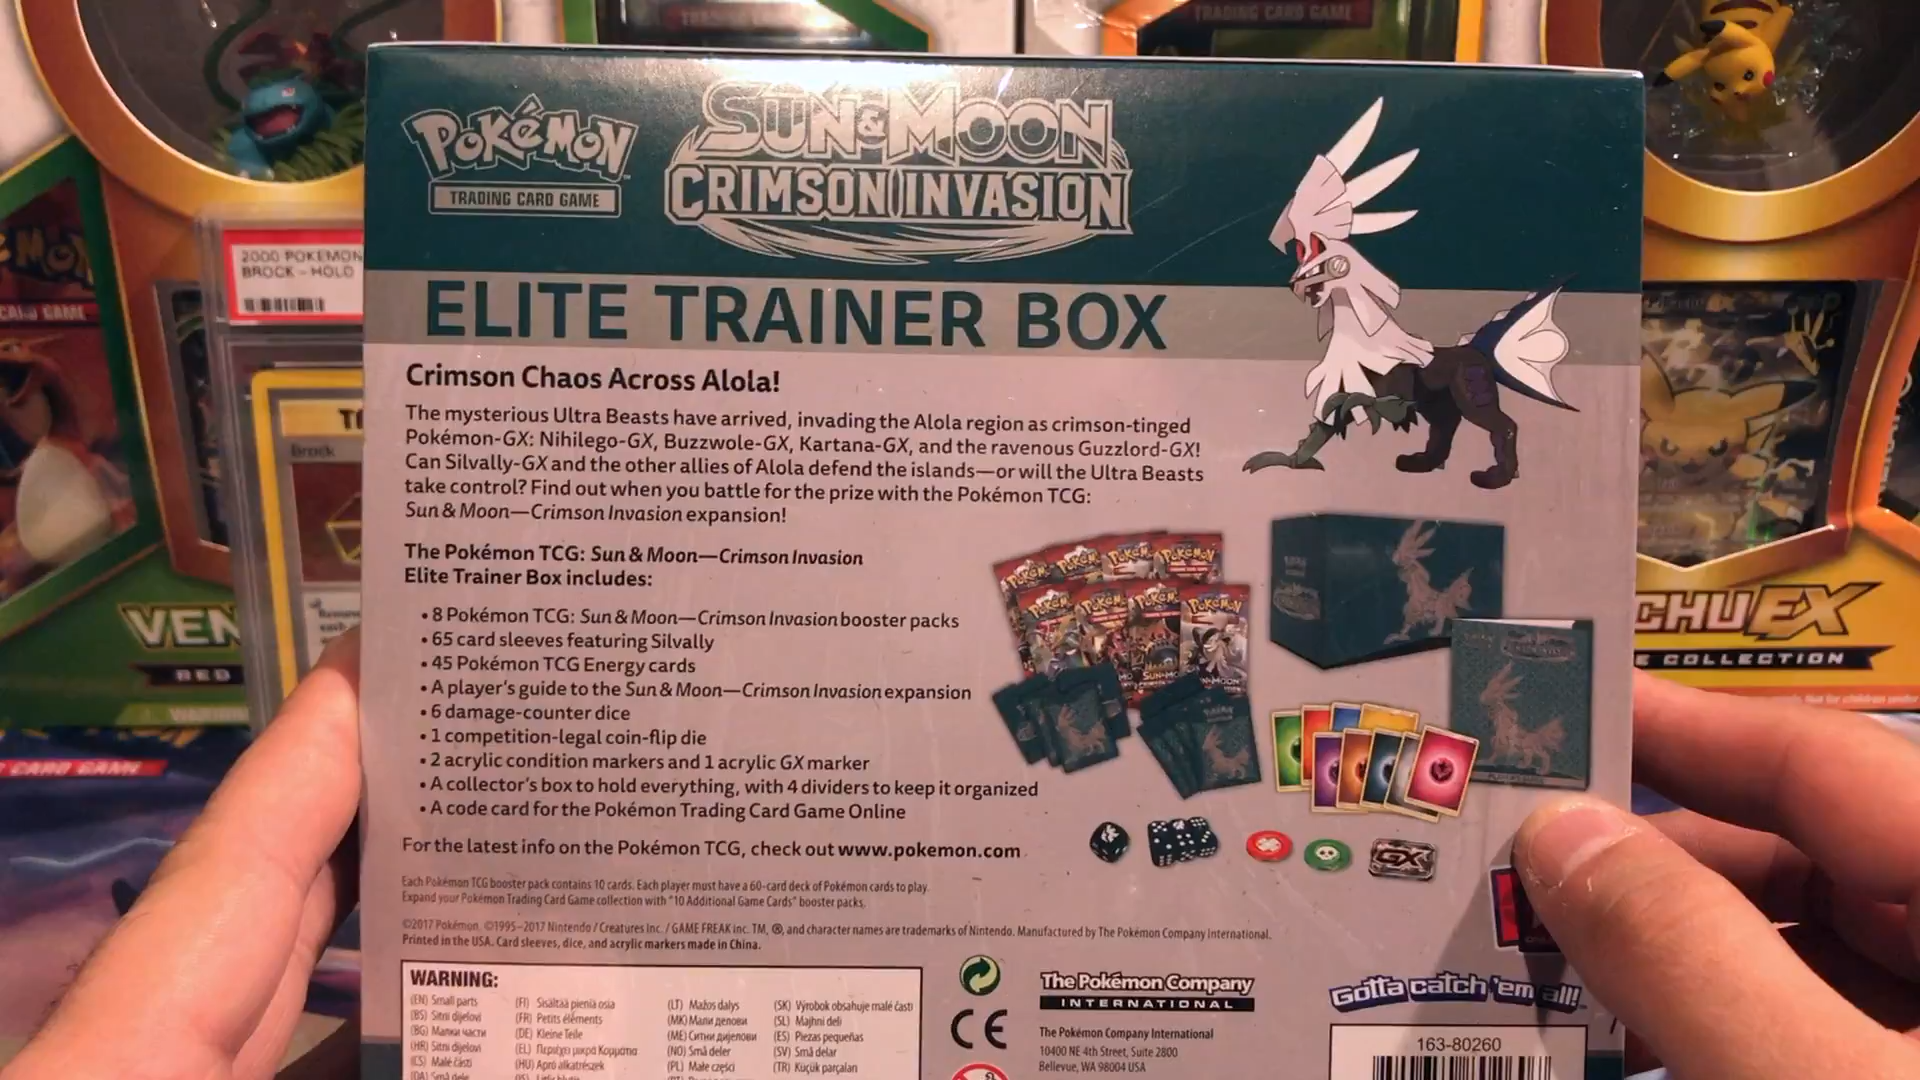 TRADING CARD GAME
POKéMON
TRADING CARD GAME
SUN & MOON
CRIMSON INVASION
2000 POKEMON
BROCK - HOLO
Brock
ELITE TRAINER BOX
Crimson Chaos Across Alola!
The mysterious Ultra Beasts have arrived, invading the Alola region as crimson-tinged
Pokémon-GX: Nihilego-GX, Buzzwole-GX, Kartana-GX, and the ravenous Guzzlord-GX!
Can Silvally-GX and the other allies of Alola defend the islands—or will the Ultra Beasts
take control? Find out when you battle for the prize with the Pokémon TCG:
Sun & Moon—Crimson Invasion expansion!
The Pokémon TCG: Sun & Moon—Crimson Invasion
Elite Trainer Box includes:
• 8 Pokémon TCG: Sun & Moon—Crimson Invasion booster packs
• 65 card sleeves featuring Silvally
• 45 Pokémon TCG Energy cards
• A player's guide to the Sun & Moon—Crimson Invasion expansion
• 6 damage-counter dice
• 1 competition-legal coin-flip die
• 2 acrylic condition markers and 1 acrylic GX marker
• A collector's box to hold everything, with 4 dividers to keep it organized
• A code card for the Pokémon Trading Card Game Online
For the latest info on the Pokémon TCG, check out www.pokemon.com
Each Pokémon TCG booster pack contains 10 cards. Each player must have a 60-card deck of Pokémon cards to play.
Expand your Pokémon Trading Card Game collection with "10 Additional Game Cards" booster packs.
©2017 Pokémon. ©1995–2017 Nintendo / Creatures Inc. / GAME FREAK inc. TM, ®, and character names are trademarks of Nintendo. Manufactured by The Pokémon Company International.
Printed in the USA. Card sleeves, dice, and acrylic markers made in China.
GX
VEN
RED
CHU EX
E COLLECTION
CARD GAME
WARNING:
(EN) Small parts
(BS) Sitni dijelovi
(BG) Малки части
(HR) Sitni dijelovi
(CS) Malé části
(FI) Sisältää pieniä osia
(FR) Petits éléments
(DE) Kleine Teile
(EL) Περιέχει μικρά Κομμάτια
(HU) Apró alkatrészek
(LT) Mažos dalys
(MK) Мали делови
(ME) Ситни дијелови
(NO) Små deler
(PL) Małe części
(SK) Výrobok obsahuje malé časti
(SL) Majhni deli
(ES) Piezas pequeñas
(SV) Små delar
(TR) Küçük parçaları
CE
The Pokémon Company
INTERNATIONAL
The Pokémon Company International
10400 NE 4th Street, Suite 2800
Bellevue, WA 98004 USA
Gotta catch 'em all!
163-80260